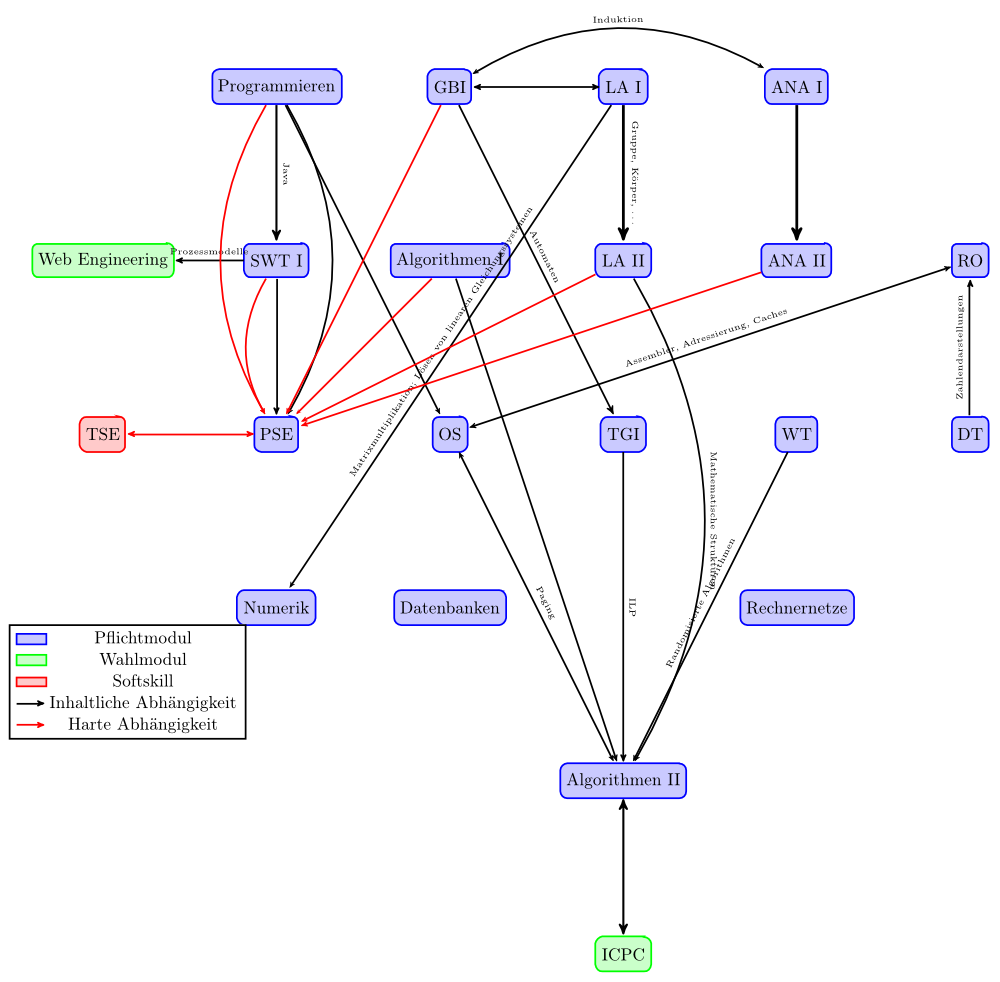 Induktion
Programmieren
GBI
LA I
ANA I
Java
Gruppe, Körper, ...
Web Engineering
Prozessmodelle
SWT I
Algorithmen I
Automaten
LA II
ANA II
RO
Matrixmultiplikation; Lösen von linearen Gleichungssystemen
Assembler, Adressierung, Caches
Zahlendarstellungen
TSE
PSE
OS
TGI
WT
DT
Mathematische Strukturen
Randomisierte Algorithmen
Paging
ILP
Numerik
Datenbanken
Rechnernetze
Pflichtmodul
Wahlmodul
Softskill
Inhaltliche Abhängigkeit
Harte Abhängigkeit
Algorithmen II
ICPC